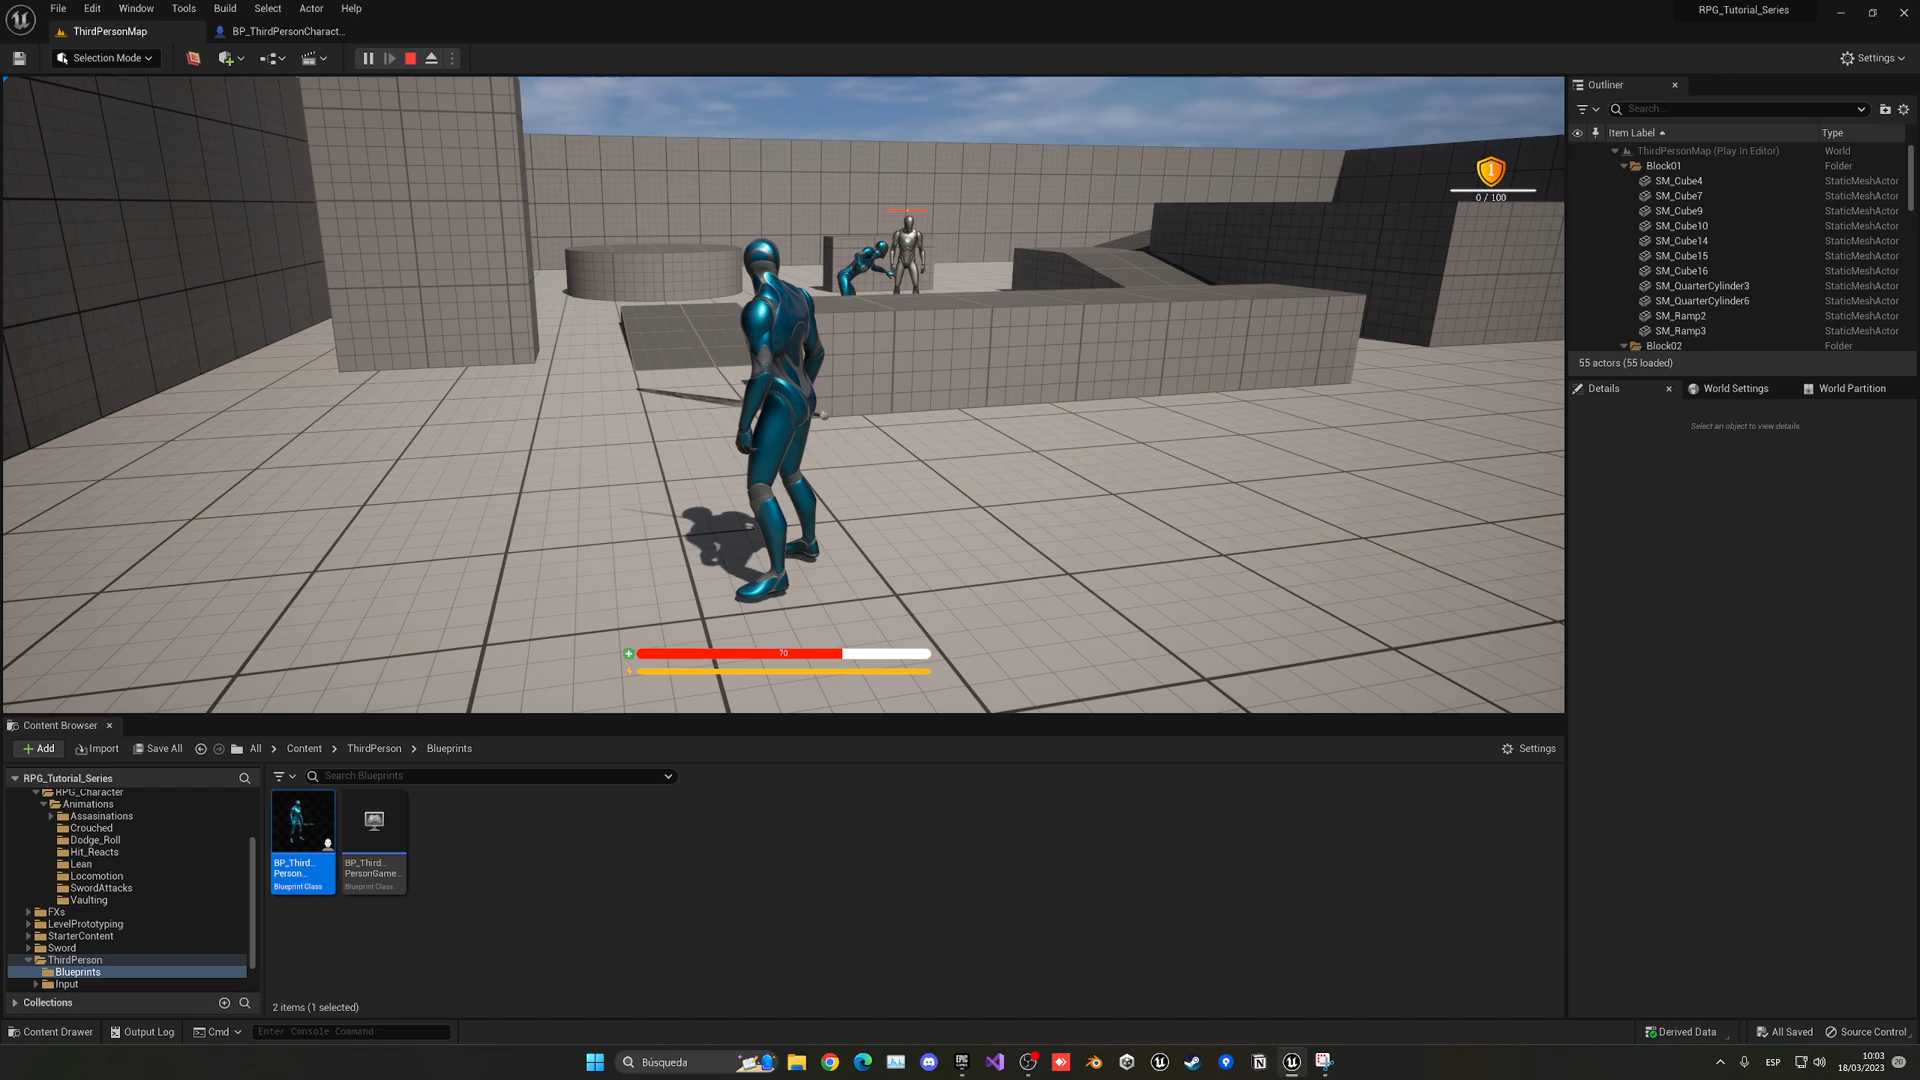 File Edit Window Tools Build Select Actor Help
RPG_Tutorial_Series
ThirdPersonMap
BP_ThirdPersonCharact...
Selection Mode
Settings
1
0 / 100
70
Outliner
Search...
Item Label
Type
ThirdPersonMap (Play In Editor) World
Block01 Folder
SM_Cube4 StaticMeshActor
SM_Cube7 StaticMeshActor
SM_Cube9 StaticMeshActor
SM_Cube10 StaticMeshActor
SM_Cube14 StaticMeshActor
SM_Cube15 StaticMeshActor
SM_Cube16 StaticMeshActor
SM_QuarterCylinder3 StaticMeshActor
SM_QuarterCylinder6 StaticMeshActor
SM_Ramp2 StaticMeshActor
SM_Ramp3 StaticMeshActor
Block02 Folder
55 actors (55 loaded)
Details
World Settings
World Partition
Select an object to view details.
Content Browser
Add
Import
Save All
All
Content
ThirdPerson
Blueprints
Settings
RPG_Tutorial_Series
RPG_Character
Animations
Assasinations
Crouched
Dodge_Roll
Hit_Reacts
Lean
Locomotion
SwordAttacks
Vaulting
FXs
LevelPrototyping
StarterContent
Sword
ThirdPerson
Blueprints
Input
Collections
Search Blueprints
BP_Third...
Person...
Blueprint Class
BP_Third...
PersonGame...
Blueprint Class
2 items (1 selected)
Content Drawer
Output Log
Cmd
Enter Console Command
Derived Data
All Saved
Source Control
Búsqueda
EPIC
GAMES
ESP
10:03
18/03/2023
20